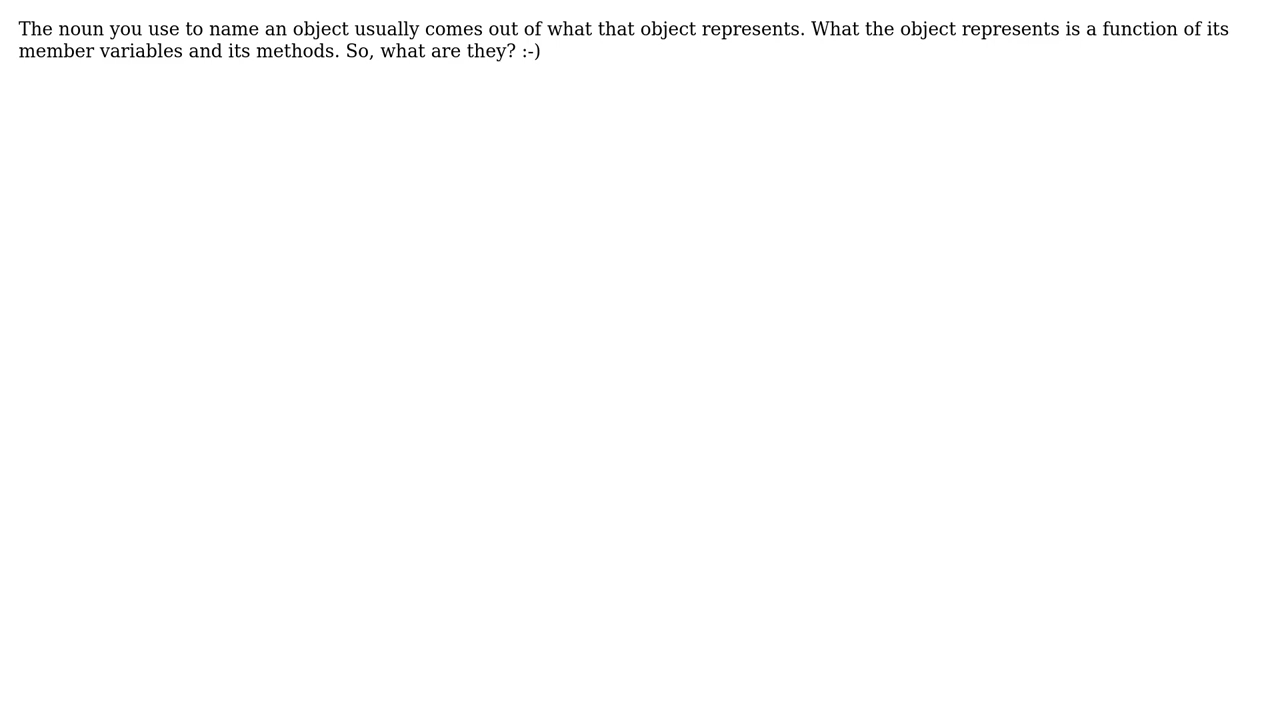 The noun you use to name an object usually comes out of what that object represents. What the object represents is a function of its
member variables and its methods. So, what are they? :-)